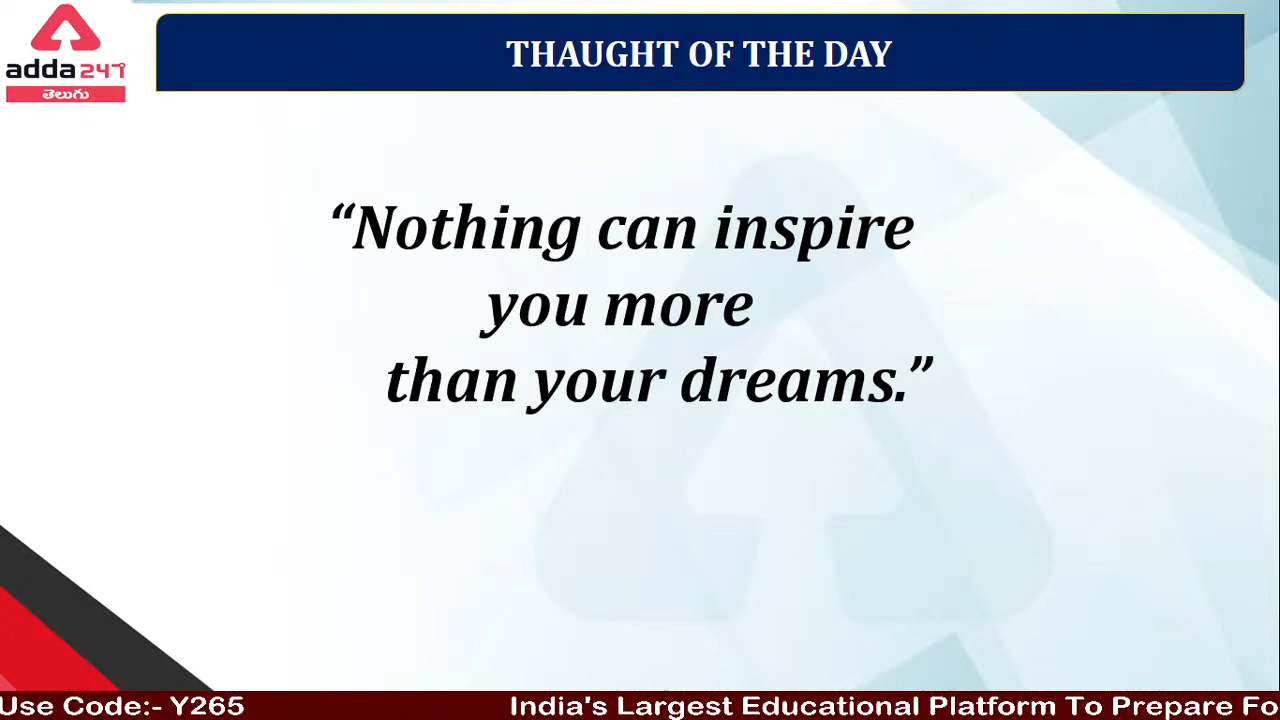 adda247
తెలుగు
THAUGHT OF THE DAY
“Nothing can inspire
you more
than your dreams.”
Use Code:- Y265 India's Largest Educational Platform To Prepare Fo